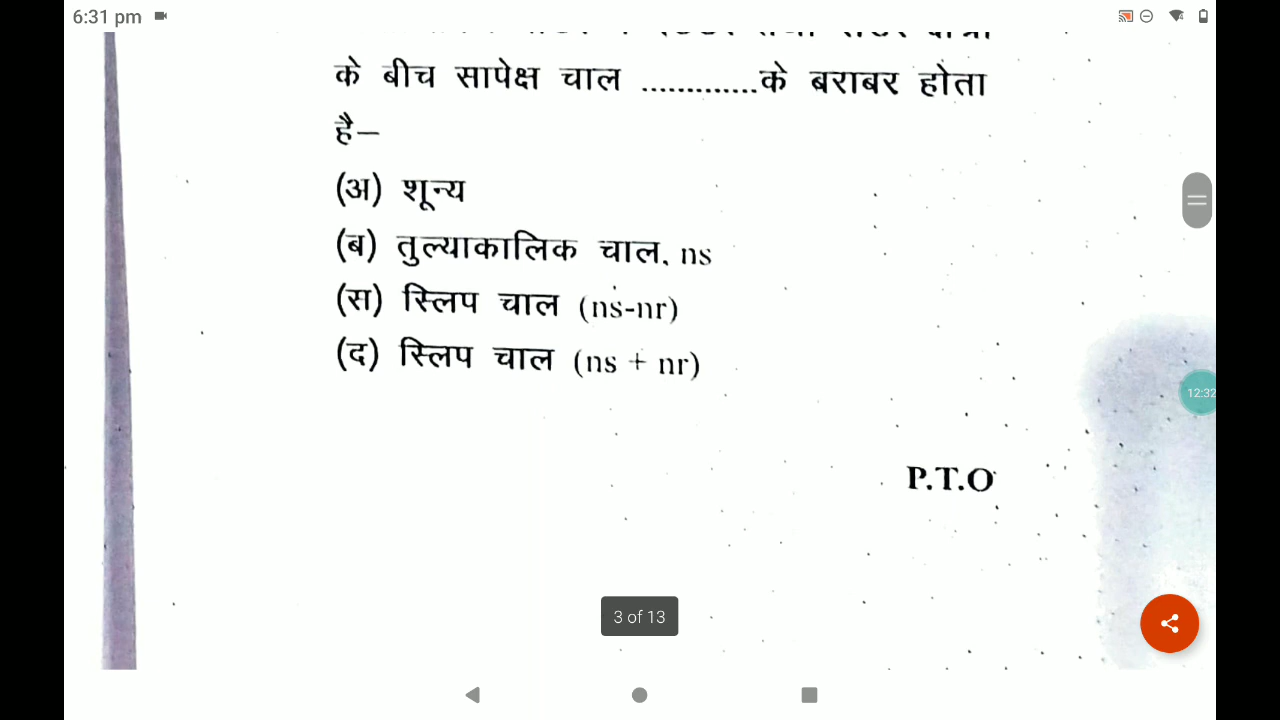 6:31 pm
के बीच सापेक्ष चाल .............के बराबर होता
है–
(अ) शून्य
(ब) तुल्याकालिक चाल, ns
(स) स्लिप चाल (ns-nr)
(द) स्लिप चाल (ns + nr)
12:32
P.T.O
3 of 13